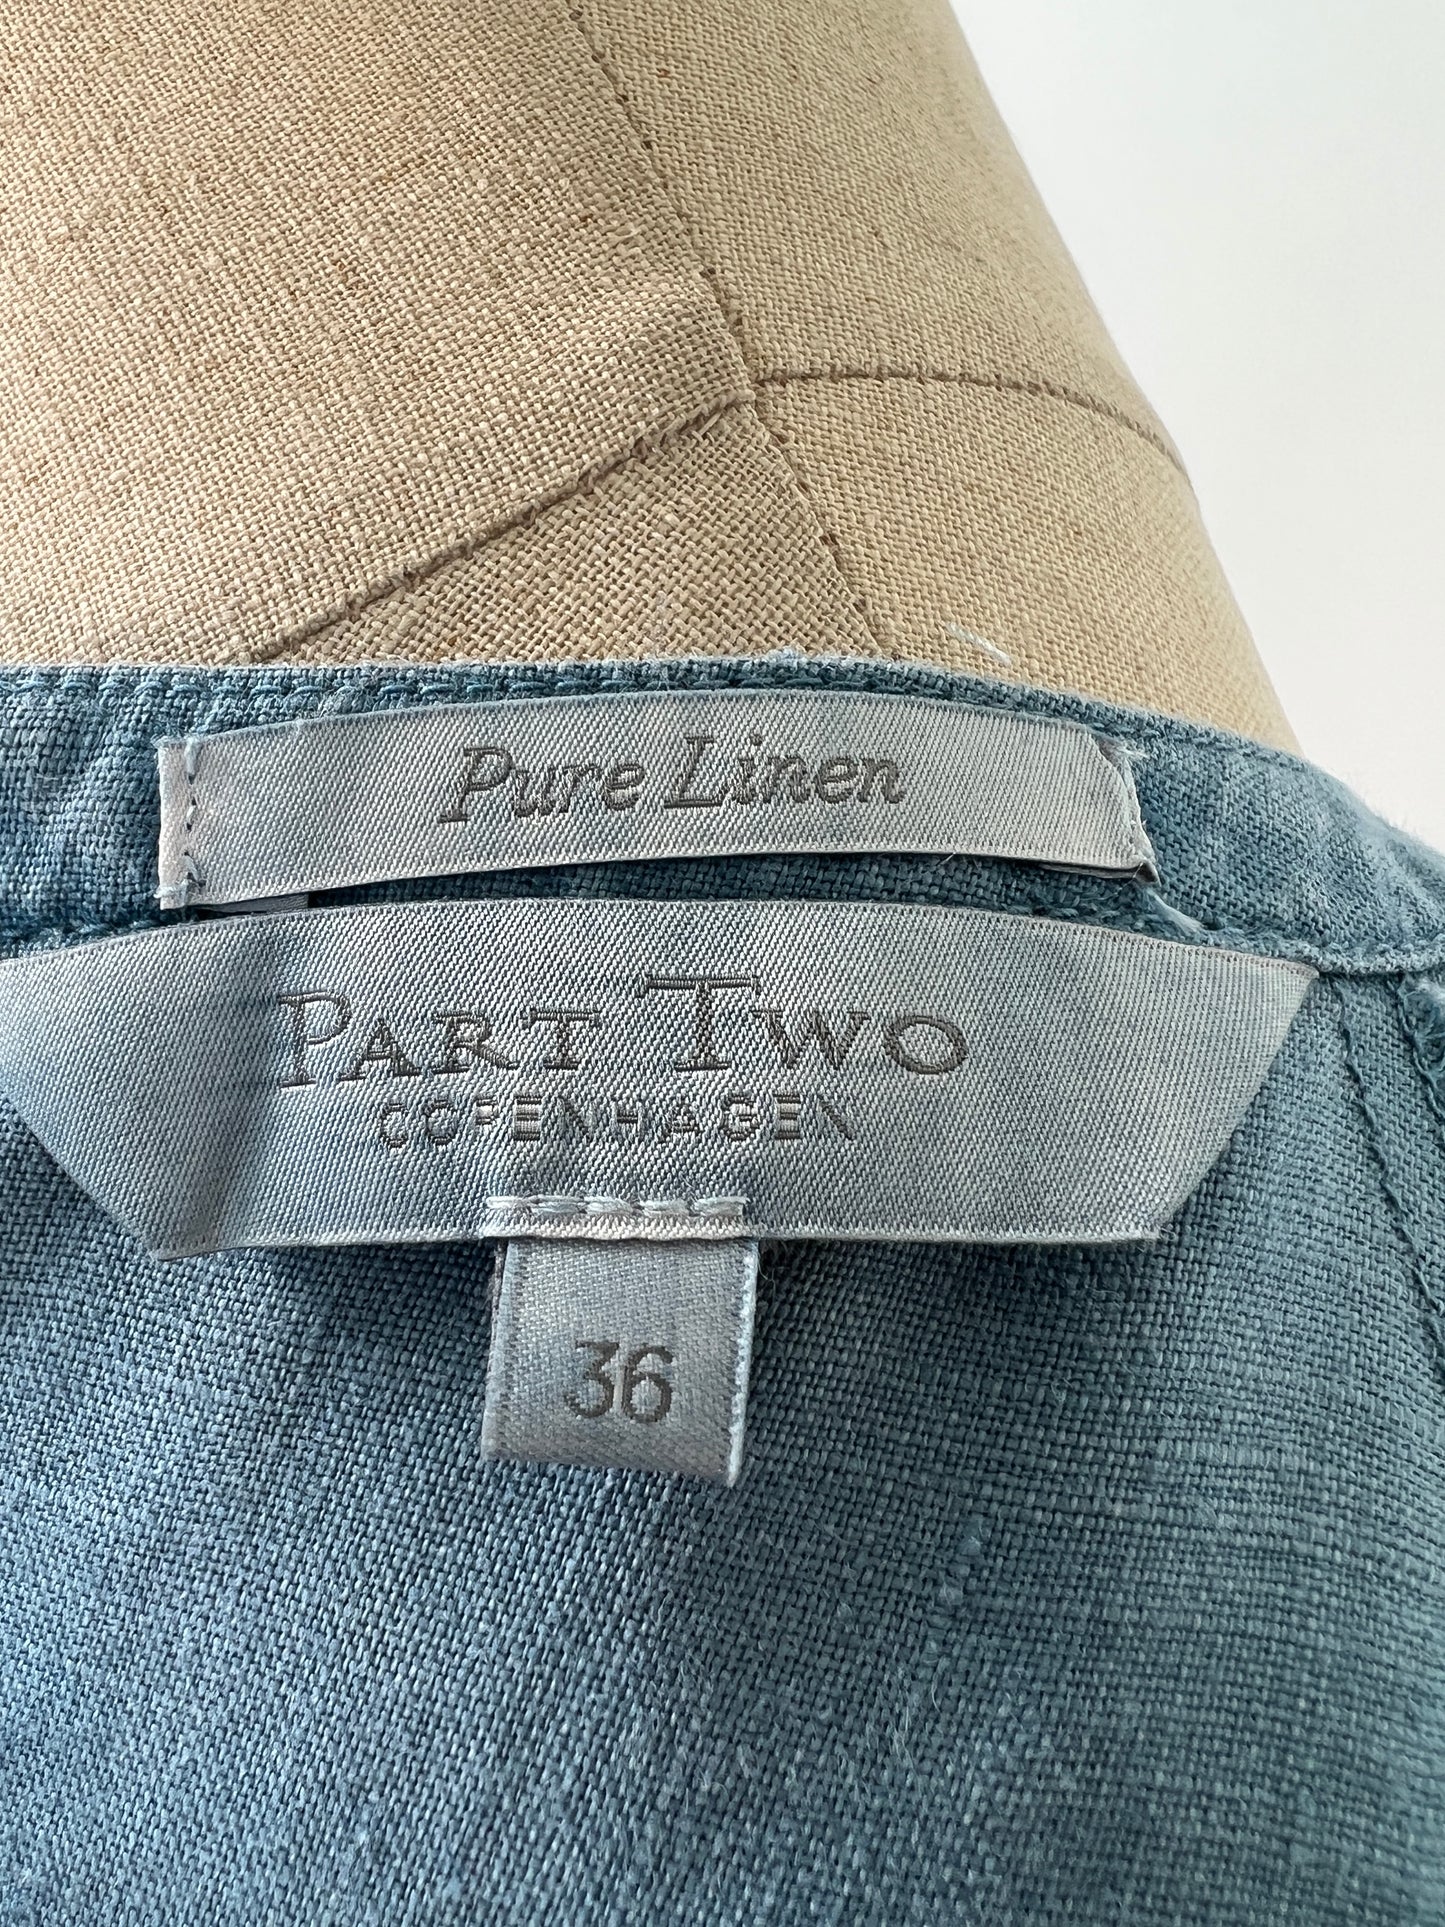 Pure Linen
PART TWO
COPENHAGEN
36